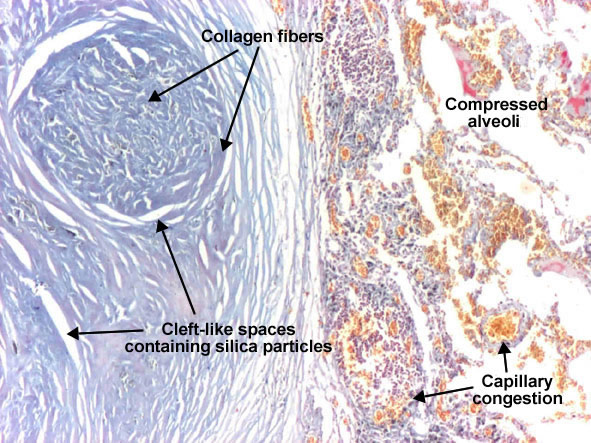 Collagen fibers
Compressed
alveoli
Cleft-like spaces
containing silica particles
Capillary
congestion